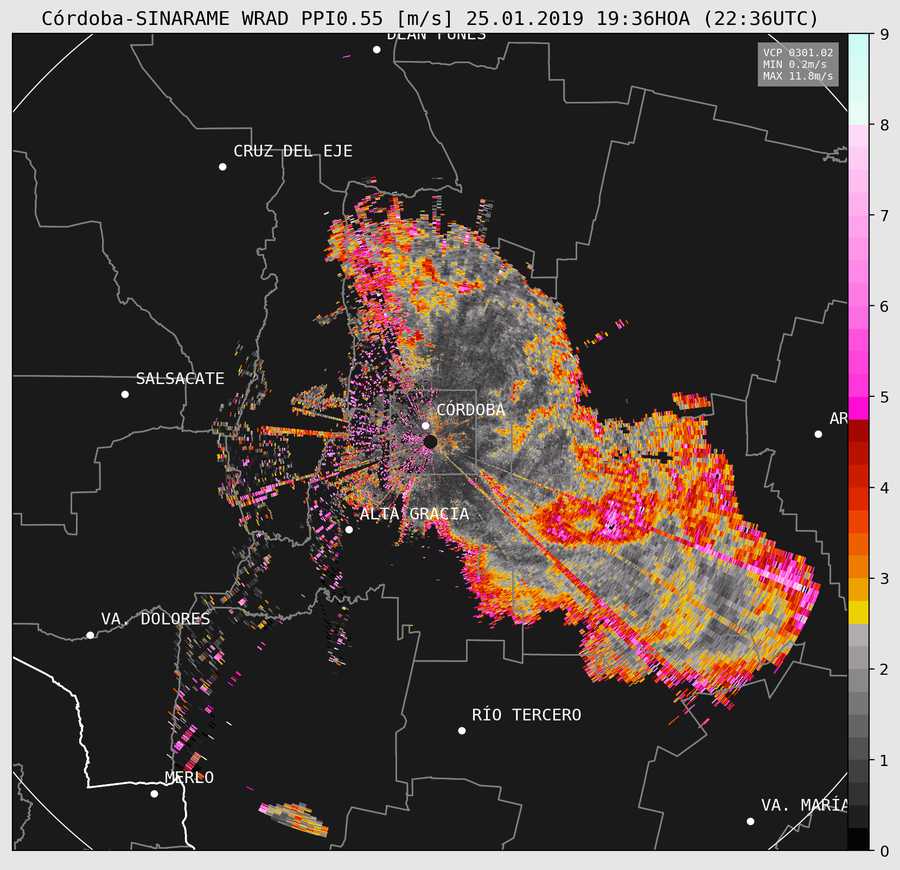 Córdoba-SINARAME WRAD PPI0.55 [m/s] 25.01.2019 19:36HOA (22:36UTC)
DEAN FUNES
VCP 0301.02
MIN 0.2m/s
MAX 11.8m/s
CRUZ DEL EJE
SALSACATE
CÓRDOBA
AR
ALTA GRACIA
VA. DOLORES
RÍO TERCERO
MERLO
VA. MARÍA
9
8
7
6
5
4
3
2
1
0